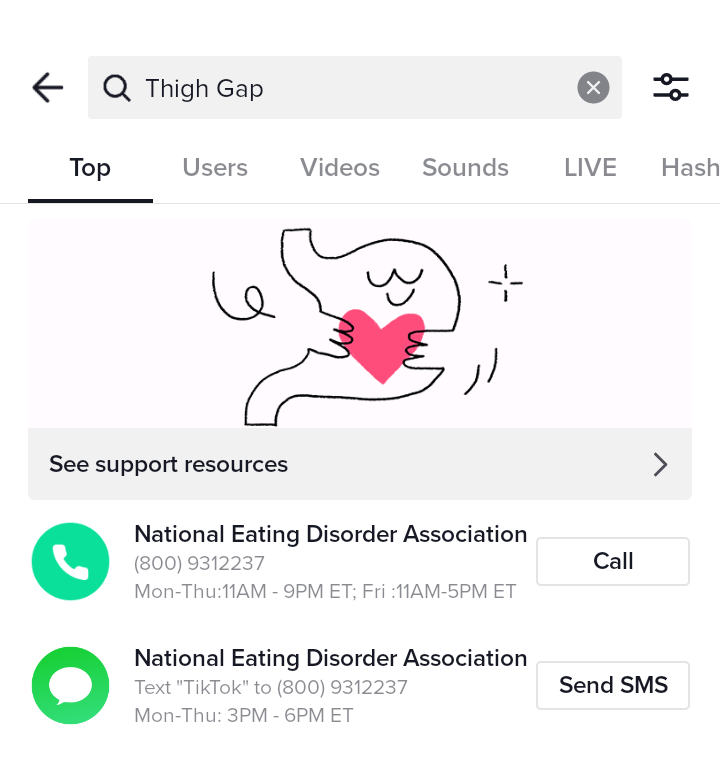 Thigh Gap
Top Users Videos Sounds LIVE Hash
See support resources
National Eating Disorder Association
(800) 9312237
Mon-Thu:11AM - 9PM ET; Fri :11AM-5PM ET
Call
National Eating Disorder Association
Text "TikTok" to (800) 9312237
Mon-Thu: 3PM - 6PM ET
Send SMS